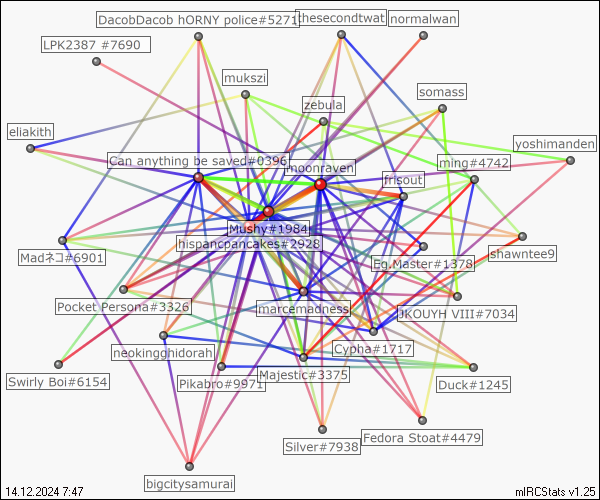 DacobDacob hORNY police#5271
thesecondtwat
normalwan
LPK2387 #7690
mukszi
zebula
somass
eliakith
yoshimanden
Can anything be saved#0396
moonraven
ming#4742
frisout
Mushy#1984
hispancpancakes#2928
Madネコ#6901
Eg.Master#1378
shawntee9
Pocket Persona#3326
marcemadness
JKOUYH VIII#7034
neokingghidorah
Cypha#1717
Swirly Boi#6154
Pikabro#9971
Majestic#3375
Duck#1245
Silver#7938
Fedora Stoat#4479
bigcitysamurai
14.12.2024 7:47
mIRCStats v1.25